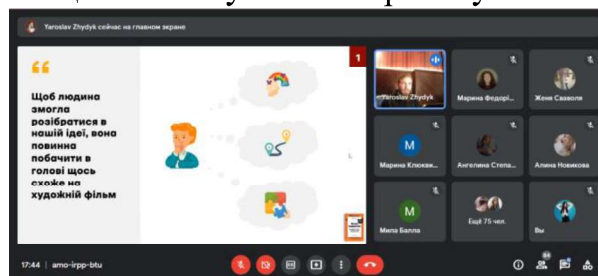 Yaroslav Zhydyk сейчас на главном экране
1
Щоб людина
змогла
розібратися в
нашій ідеї, вона
повинна
побачити в
голові щось
схоже на
художній фільм
Yaroslav Zhydyk
Марина Федорі...
Женя Сваволя
М
Марина Клюкви...
Ангелина Степа...
Алина Новикова
М
Мила Балла
Ещё 75 чел.
Вы
17:44 | amo-irpp-btu
84